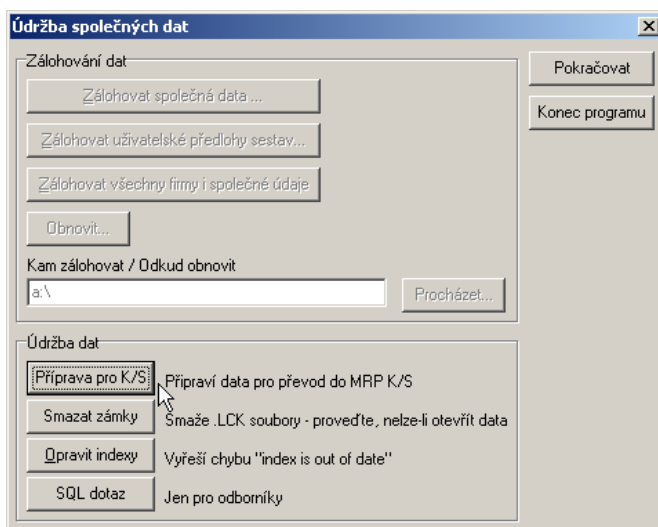 Údržba společných dat
Zálohování dat
Zálohovat společná data ...
Zálohovat uživatelské předlohy sestav...
Zálohovat všechny firmy i společné údaje
Obnovit...
Kam zálohovat / Odkud obnovit
a:\
Procházet...
Pokračovat
Konec programu
Údržba dat
Příprava pro K/S Připraví data pro převod do MRP K/S
Smazat zámky Smaže .LCK soubory - proveďte, nelze-li otevřít data
Opravit indexy Vyřeší chybu "index is out of date"
SQL dotaz Jen pro odborníky